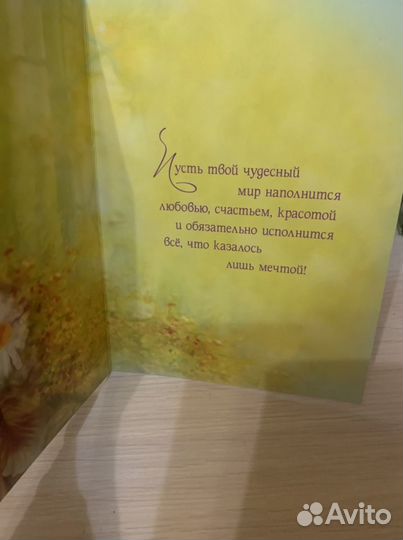 Пусть твой чудесный
мир наполнится
любовью, счастьем, красотой
и обязательно исполнится
всё, что казалось
лишь мечтой!
Avito